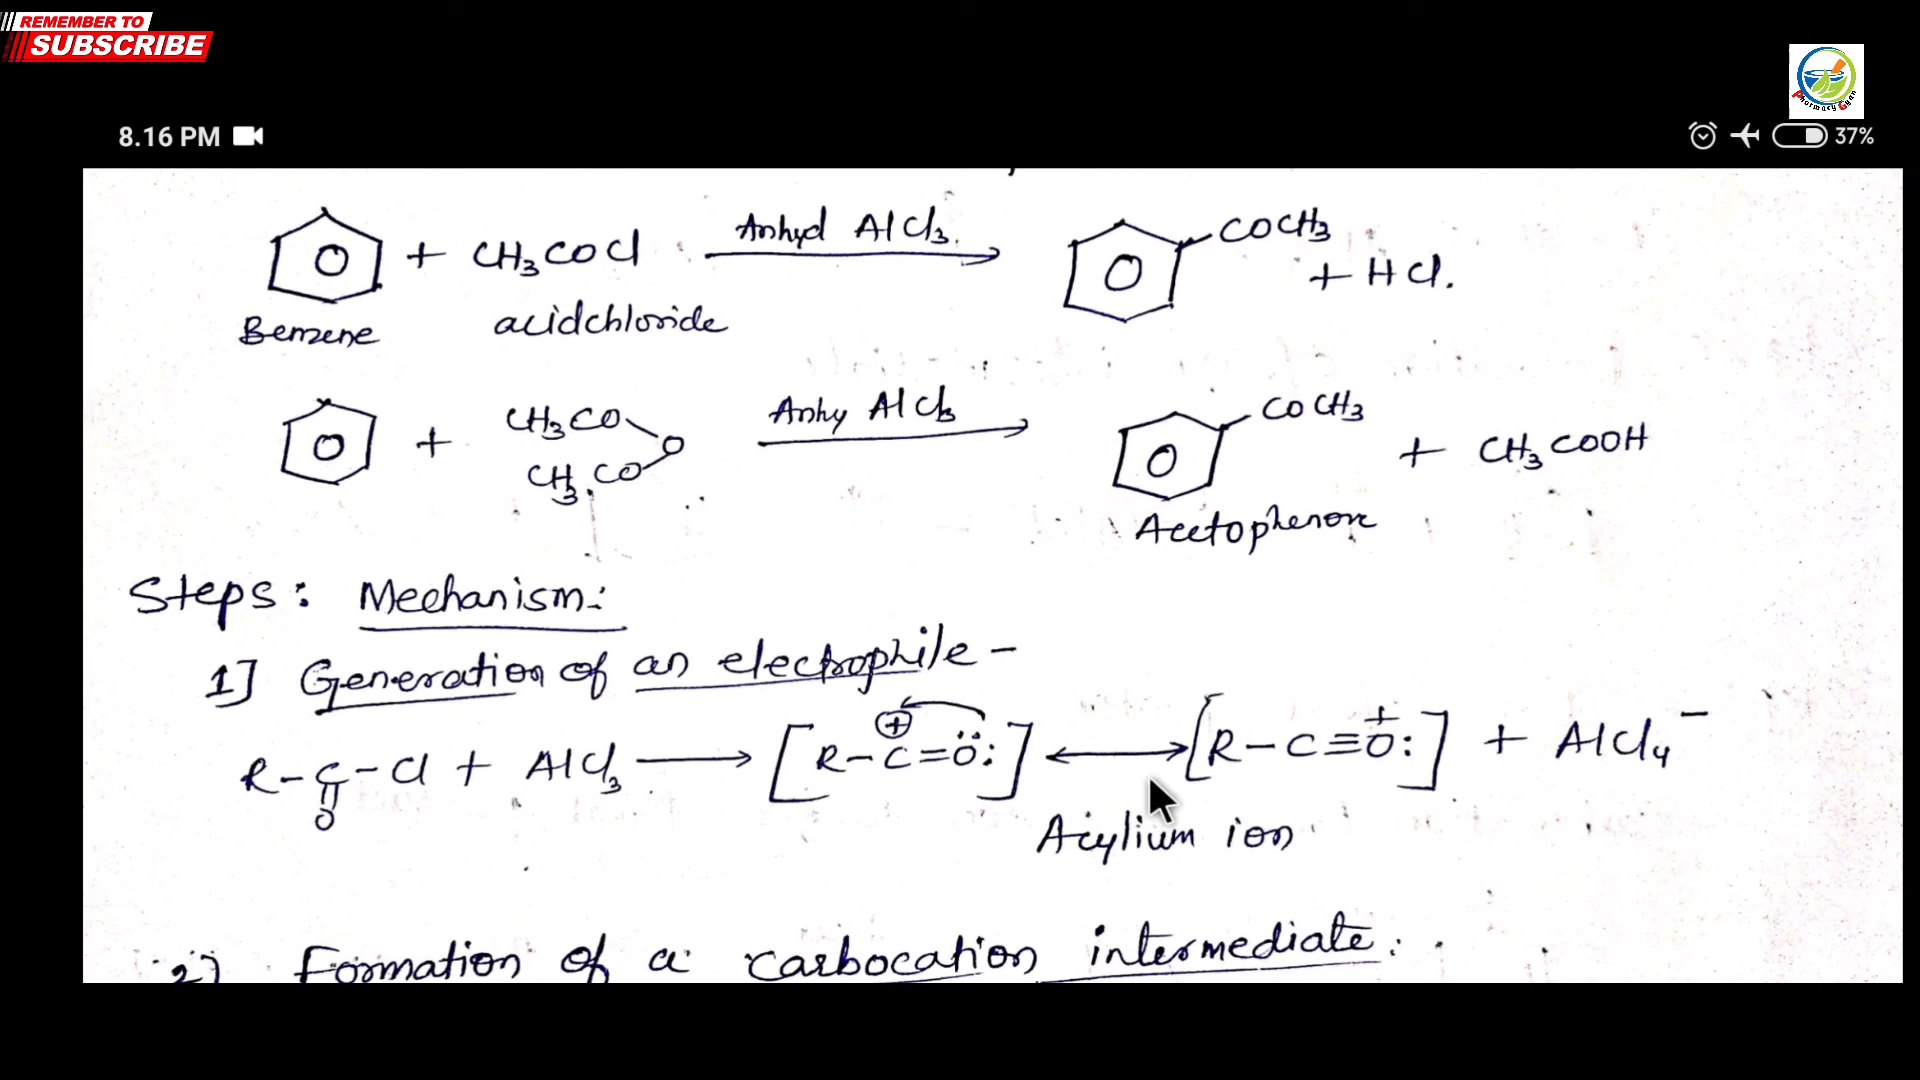 REMEMBER TO
SUBSCRIBE
Pharmacy Gyan
8.16 PM
37%
+ CH₃COCl Anhyd AlCl₃. COCH₃
+ HCl.
Benzene acidchloride
+ CH₃CO O CH₃CO Anhy AlCl₃ COCH₃ + CH₃COOH
Acetophenone
Steps: Mechanism:
1] Generation of an electrophile -
R-C-Cl + AlCl₃ → [R-C=Ö:] ↔ [R-C≡O:] + AlCl₄⁻
O
Acylium ion
2) Formation of a carbocation intermediate: